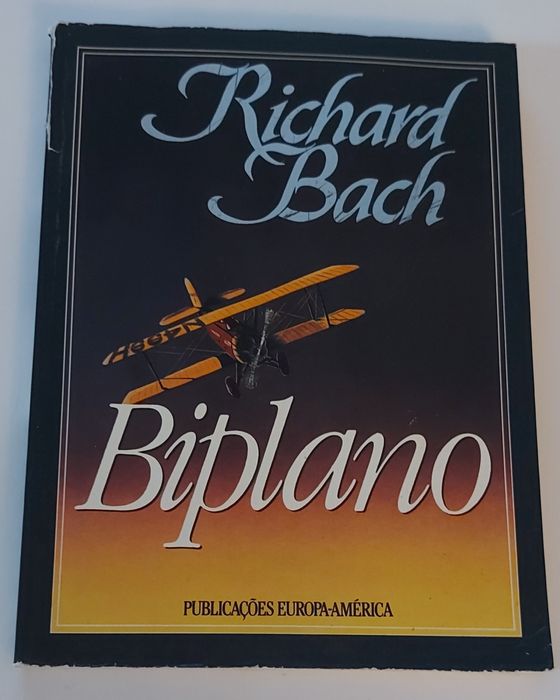 Richard
Bach
Biplano
PUBLICAÇÕES EUROPA-AMÉRICA